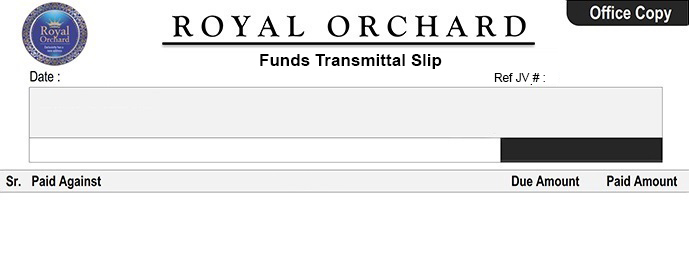 Office Copy
Royal
Orchard
ROYAL ORCHARD
Funds Transmittal Slip
Date : Ref JV # :
Sr. Paid Against Due Amount Paid Amount